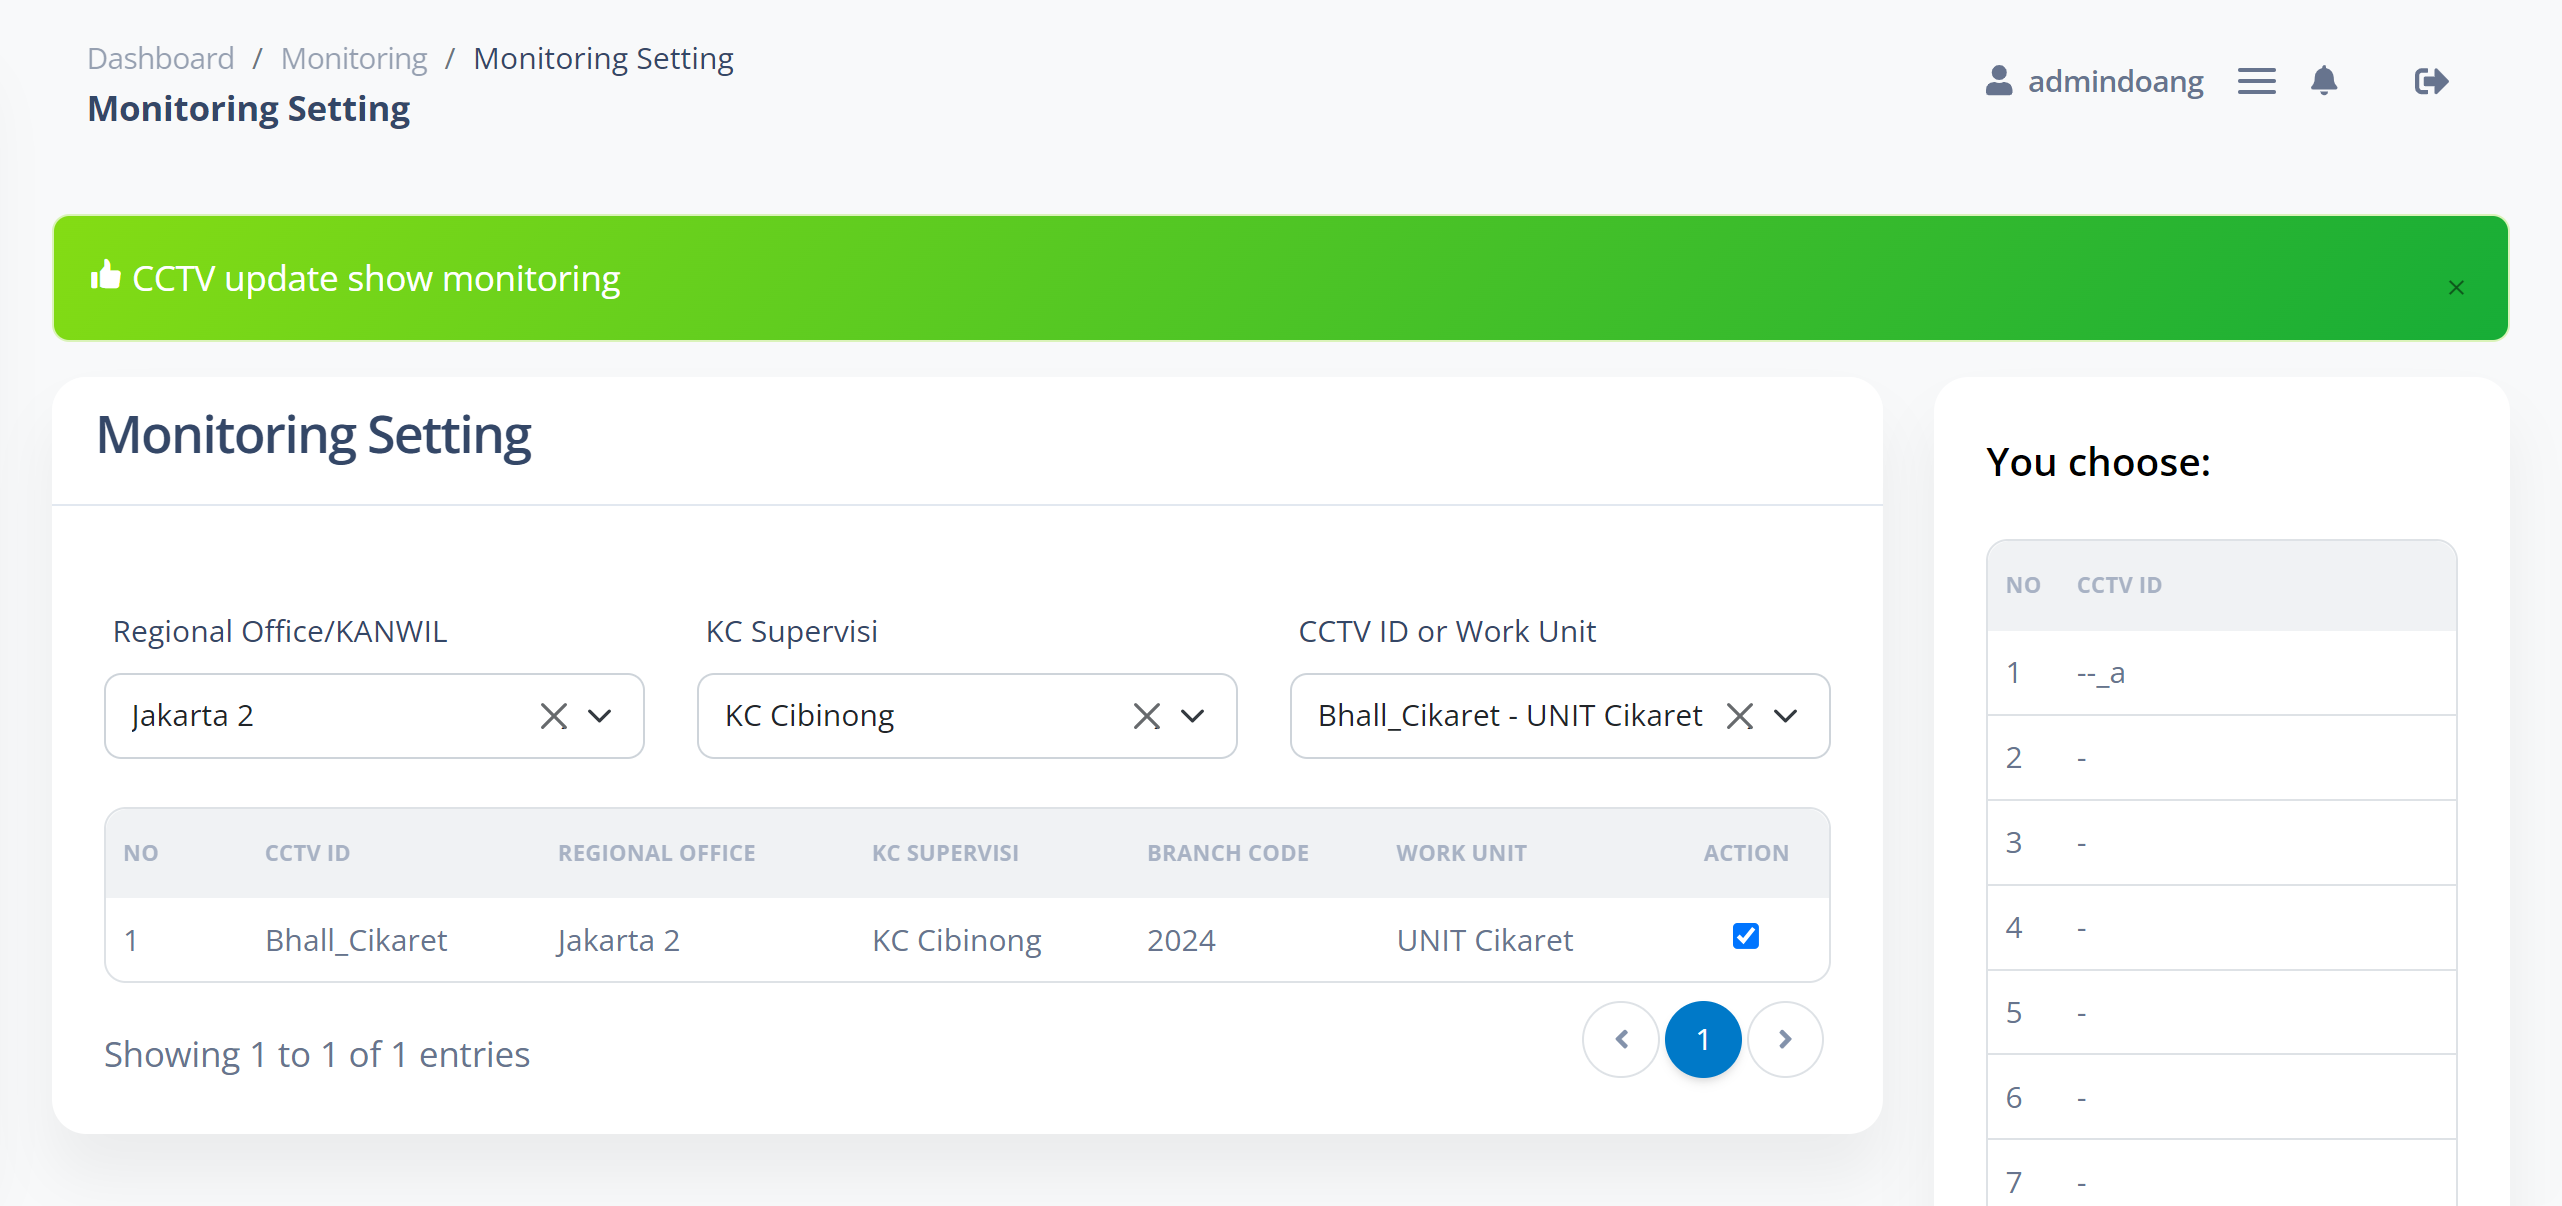 Dashboard / Monitoring / Monitoring Setting
Monitoring Setting
admindoang
CCTV update show monitoring
×
Monitoring Setting
Regional Office/KANWIL
KC Supervisi
CCTV ID or Work Unit
Jakarta 2
KC Cibinong
Bhall_Cikaret - UNIT Cikaret
NO CCTV ID REGIONAL OFFICE KC SUPERVISI BRANCH CODE WORK UNIT ACTION
1 Bhall_Cikaret Jakarta 2 KC Cibinong 2024 UNIT Cikaret
Showing 1 to 1 of 1 entries
1
You choose:
NO CCTV ID
1 --_a
2 -
3 -
4 -
5 -
6 -
7 -